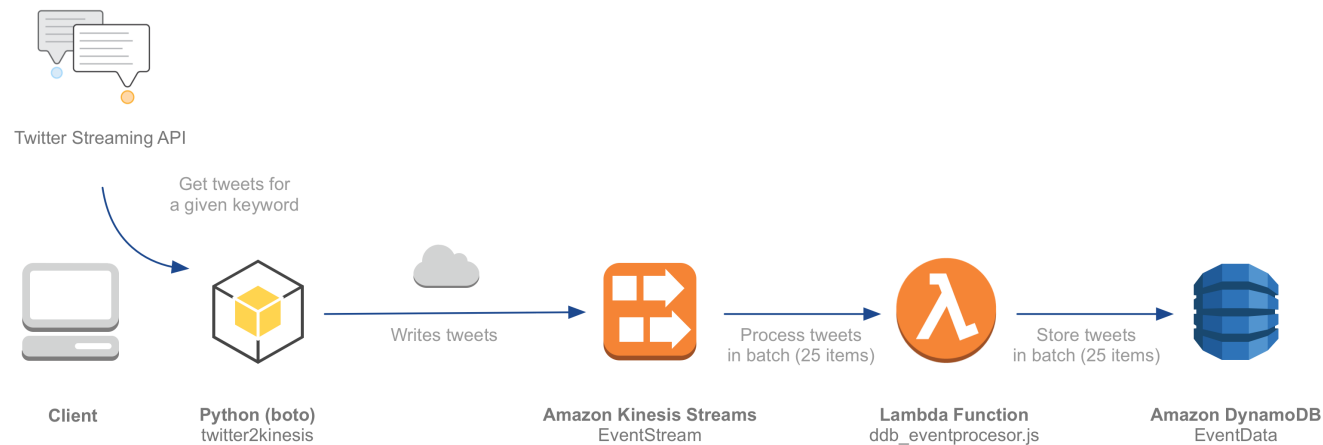 Twitter Streaming API
Get tweets for
a given keyword
Writes tweets
Process tweets
in batch (25 items)
Store tweets
in batch (25 items)
Client
Python (boto)
twitter2kinesis
Amazon Kinesis Streams
EventStream
Lambda Function
ddb_eventprocesor.js
Amazon DynamoDB
EventData